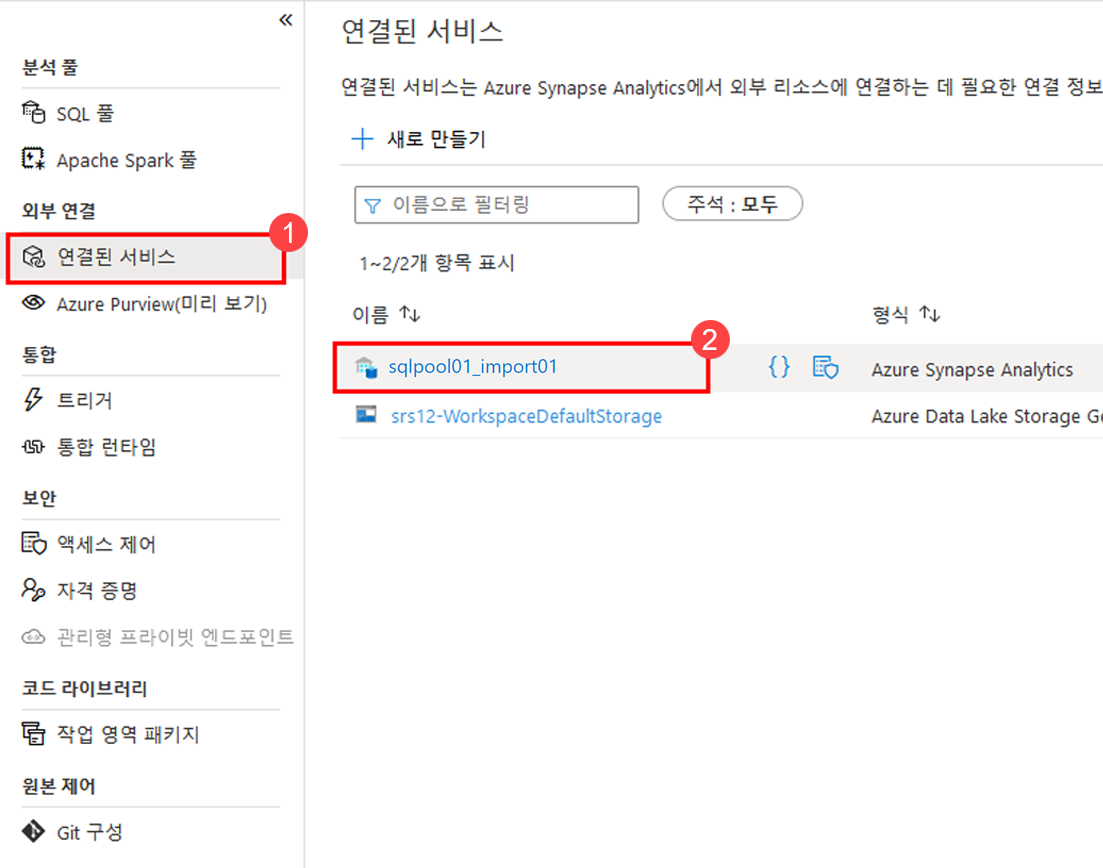 «
분석 풀
SQL 풀
Apache Spark 풀
외부 연결
연결된 서비스
1
Azure Purview(미리 보기)
통합
트리거
통합 런타임
보안
액세스 제어
자격 증명
관리형 프라이빗 엔드포인트
코드 라이브러리
작업 영역 패키지
원본 제어
Git 구성
연결된 서비스
연결된 서비스는 Azure Synapse Analytics에서 외부 리소스에 연결하는 데 필요한 연결 정보
새로 만들기
이름으로 필터링
주석 : 모두
1~2/2개 항목 표시
이름 형식
2
sqlpool01_import01 {} Azure Synapse Analytics
srs12-WorkspaceDefaultStorage Azure Data Lake Storage Ge